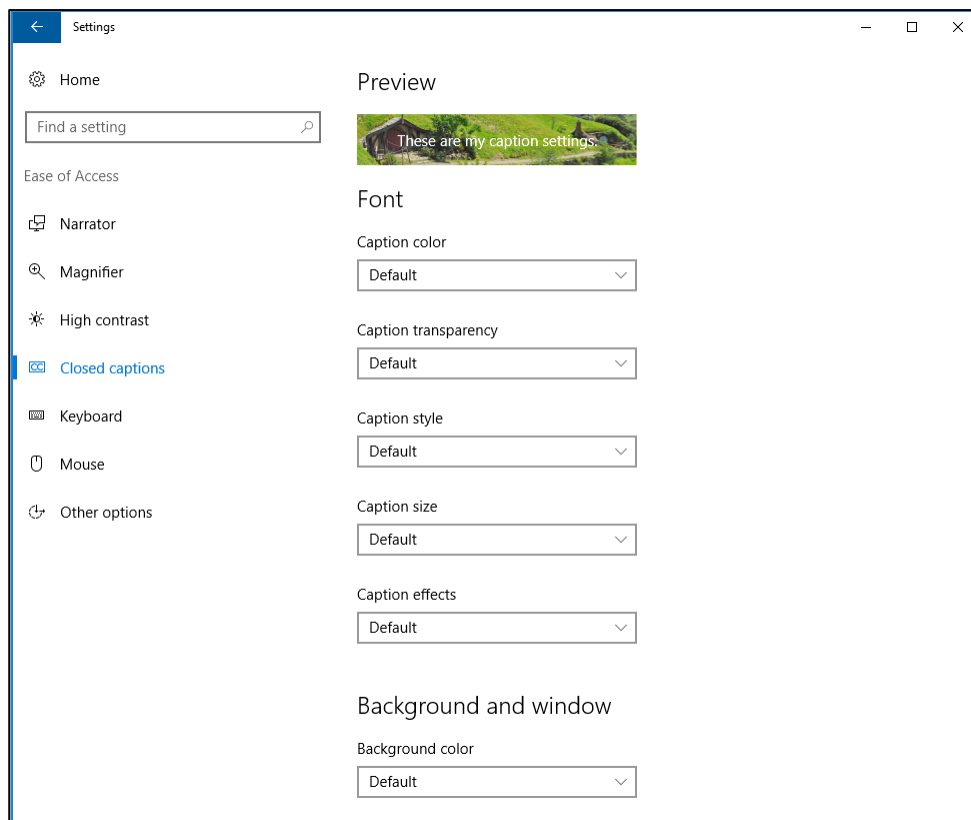 Settings
Home
Find a setting
Ease of Access
Narrator
Magnifier
High contrast
CC Closed captions
Keyboard
Mouse
Other options
Preview
These are my caption settings.
Font
Caption color
Default
Caption transparency
Default
Caption style
Default
Caption size
Default
Caption effects
Default
Background and window
Background color
Default